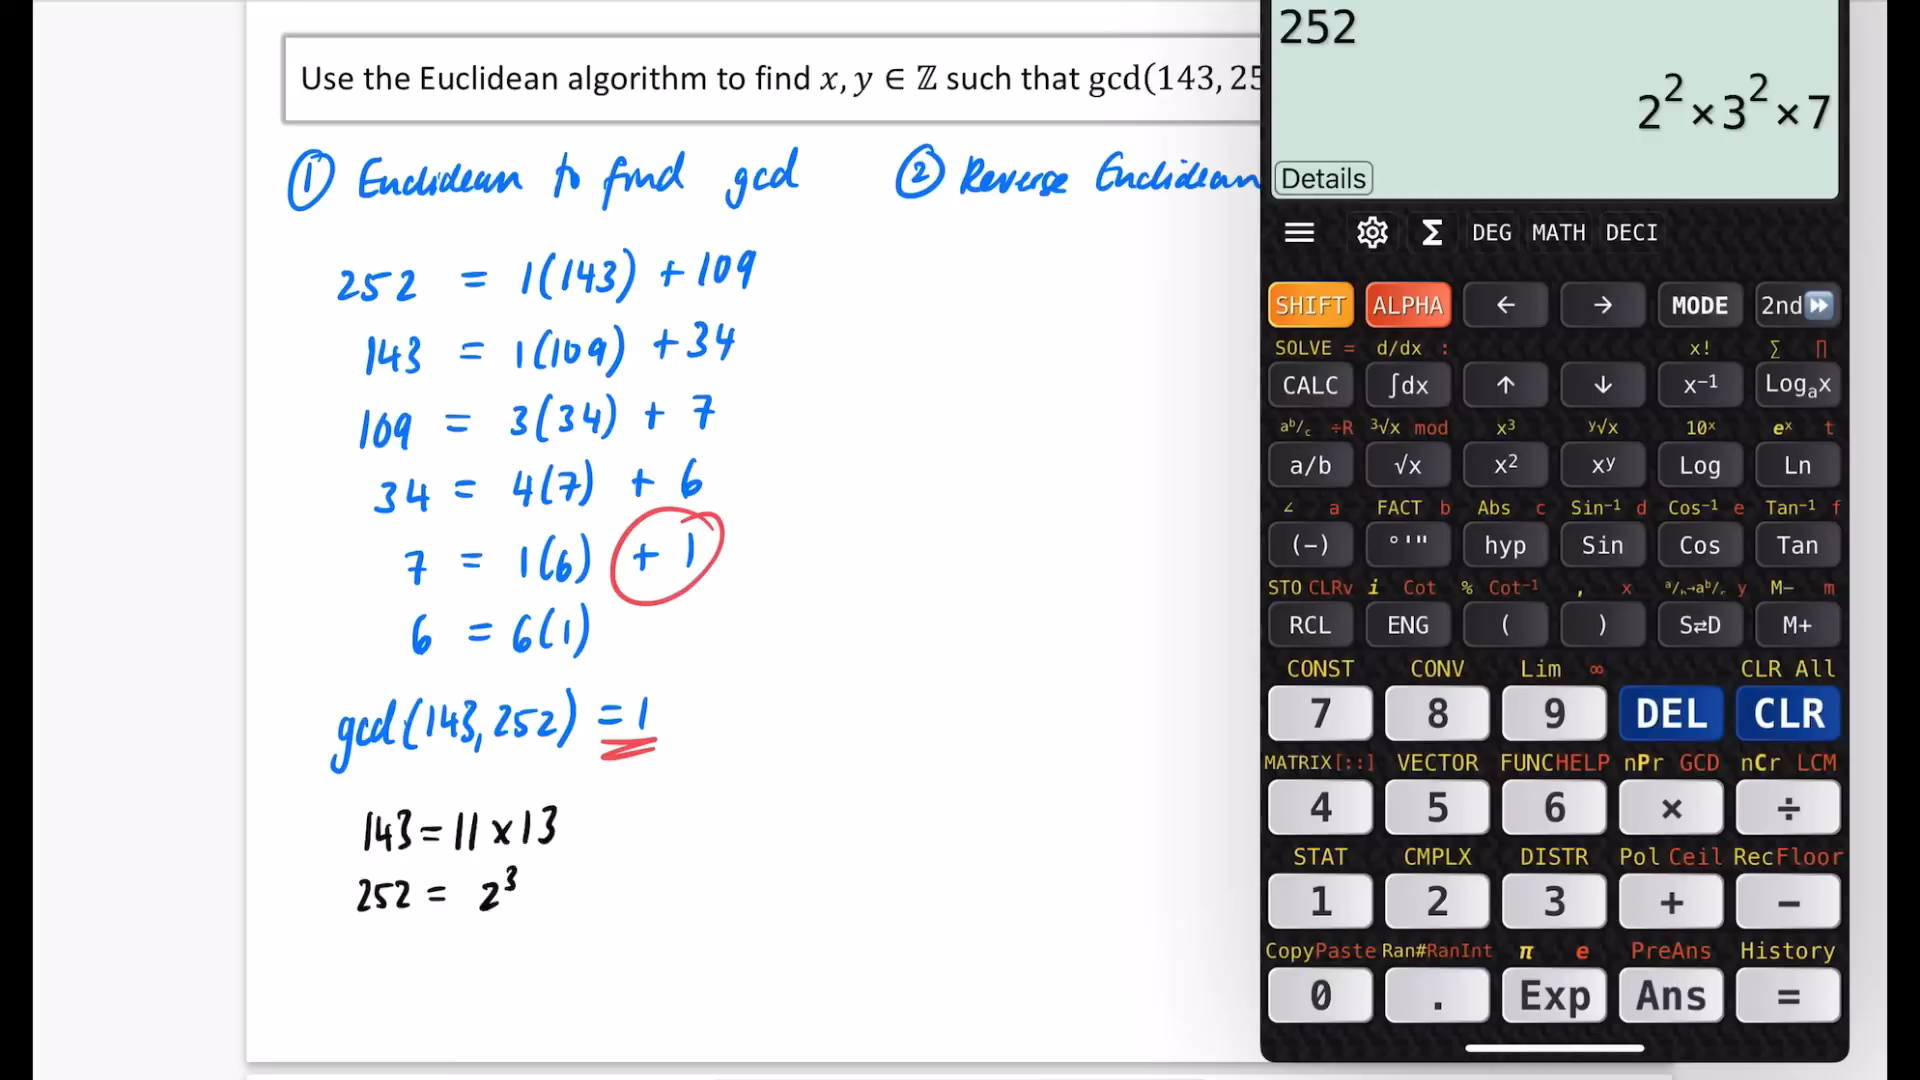 Use the Euclidean algorithm to find x, y ∈ ℤ such that gcd(143, 25
① Euclidean to find gcd
② Reverse Euclidean
252 = 1(143) + 109
143 = 1(109) + 34
109 = 3(34) + 7
34 = 4(7) + 6
7 = 1(6) + 1
6 = 6(1)
gcd(143, 252) = 1
143 = 11 × 13
252 = 2³
252
2² × 3² × 7
Details
Σ DEG MATH DECI
SHIFT ALPHA ← → MODE 2nd
SOLVE = d/dx : x! ∑ ∏
CALC ∫dx ↑ ↓ x⁻¹ Logₐx
aᵇ/꜀ ÷R ³√x mod x³ ʸ√x 10ˣ eˣ t
a/b √x x² xʸ Log Ln
∠ a FACT b Abs c Sin⁻¹ d Cos⁻¹ e Tan⁻¹ f
(−) °'" hyp Sin Cos Tan
STO CLRv i Cot % Cot⁻¹ , x y M− m
RCL ENG ( ) S⇄D M+
CONST CONV Lim ∞ CLR All
7 8 9 DEL CLR
MATRIX [::] VECTOR FUNC HELP nPr GCD nCr LCM
4 5 6 × ÷
STAT CMPLX DISTR Pol Ceil Rec Floor
1 2 3 + −
Copy Paste Ran# RanInt π e PreAns History
0 . Exp Ans =